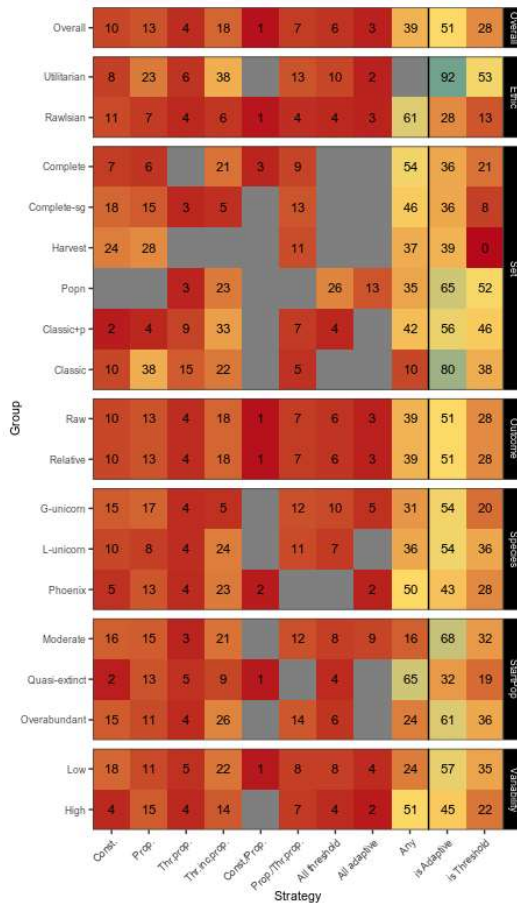 Overall 10 13 4 18 1 7 6 3 39 51 28
Overall
Utilitarian 8 23 6 38 13 10 2 92 53
Rawlsian 11 7 4 6 1 4 4 3 61 28 13
Ethic
Complete 7 6 21 3 9 54 36 21
Complete-sg 18 15 3 5 13 46 36 8
Harvest 24 28 11 37 39 0
Popn 3 23 26 13 35 65 52
Classic+p 2 4 9 33 7 4 42 56 46
Classic 10 38 15 22 5 10 80 38
Set
Raw 10 13 4 18 1 7 6 3 39 51 28
Relative 10 13 4 18 1 7 6 3 39 51 28
Outcome
G-unicorn 15 17 4 5 12 10 5 31 54 20
L-unicorn 10 8 4 24 11 7 36 54 36
Phoenix 5 13 4 23 2 2 50 43 28
Species
Moderate 16 15 3 21 12 8 9 16 68 32
Quasi-extinct 2 13 5 9 1 4 65 32 19
Overabundant 15 11 4 26 14 6 24 61 36
StartPop
Low 18 11 5 22 1 8 8 4 24 57 35
High 4 15 4 14 7 4 2 51 45 22
Variability
Group
Const. Prop. Thr.prop. Thr.inc.prop. Const/Prop. Prop./Thr.prop. All threshold All adaptive Any is Adaptive is Threshold
Strategy